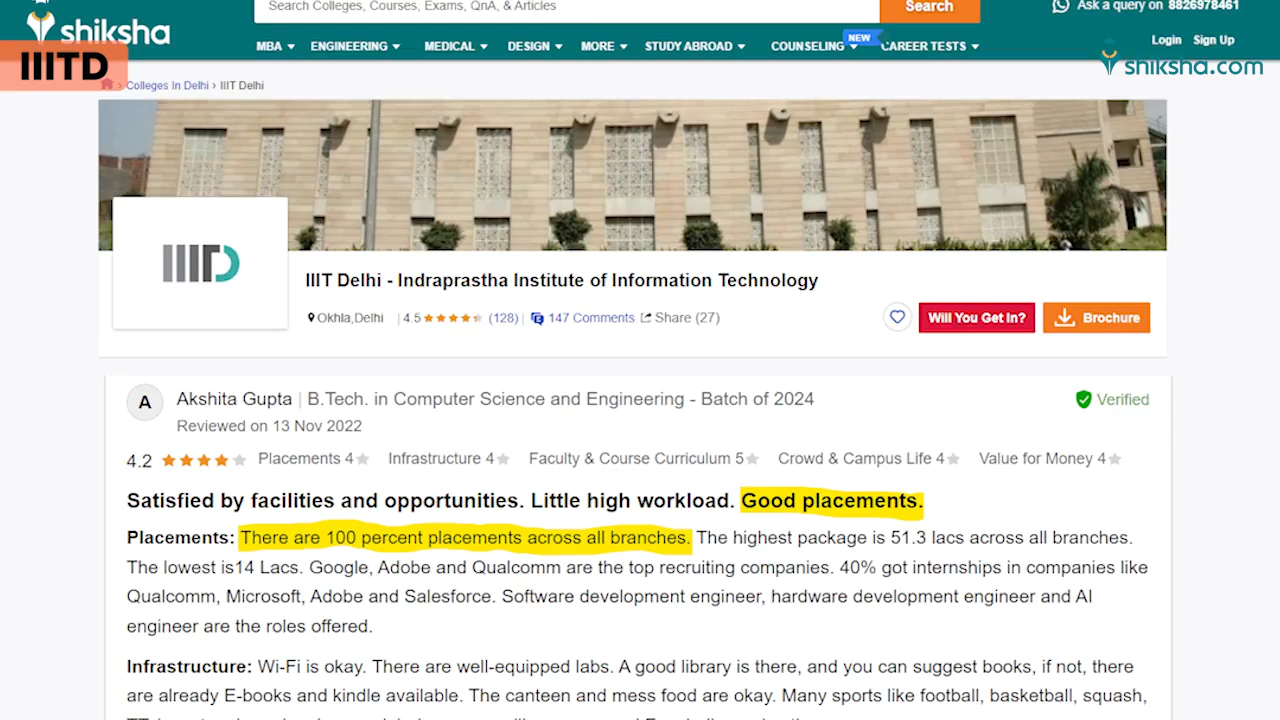 Search Colleges, Courses, Exams, QnA, & Articles
Search
Ask a query on 8826978461
shiksha
MBA ENGINEERING MEDICAL DESIGN MORE STUDY ABROAD COUNSELING NEW CAREER TESTS
Login Sign Up
IIITD
shiksha.com
› Colleges In Delhi › IIIT Delhi
IIITD
IIIT Delhi - Indraprastha Institute of Information Technology
Okhla,Delhi | 4.5 (128) | 147 Comments Share (27)
Will You Get In?
Brochure
A
Akshita Gupta | B.Tech. in Computer Science and Engineering - Batch of 2024
Verified
Reviewed on 13 Nov 2022
4.2 Placements 4 Infrastructure 4 Faculty & Course Curriculum 5 Crowd & Campus Life 4 Value for Money 4
Satisfied by facilities and opportunities. Little high workload. Good placements.
Placements: There are 100 percent placements across all branches. The highest package is 51.3 lacs across all branches.
The lowest is14 Lacs. Google, Adobe and Qualcomm are the top recruiting companies. 40% got internships in companies like
Qualcomm, Microsoft, Adobe and Salesforce. Software development engineer, hardware development engineer and AI
engineer are the roles offered.
Infrastructure: Wi-Fi is okay. There are well-equipped labs. A good library is there, and you can suggest books, if not, there
are already E-books and kindle available. The canteen and mess food are okay. Many sports like football, basketball, squash,